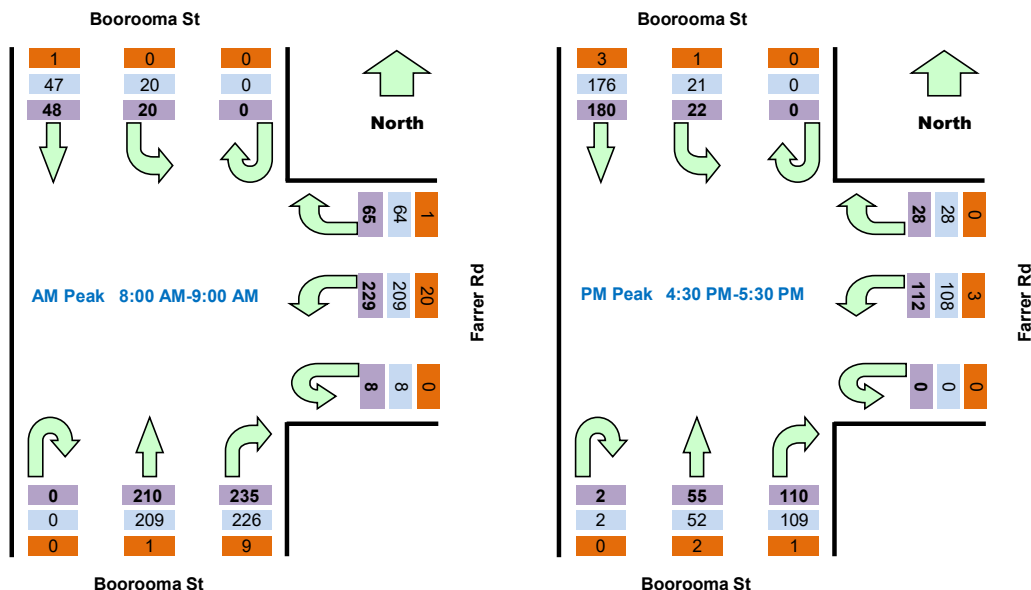 Boorooma St
1 0 0
47 20 0
48 20 0
North
65 64 1
AM Peak 8:00 AM-9:00 AM
229 209 20
Farrer Rd
8 8 0
0 210 235
0 209 226
0 1 9
Boorooma St
Boorooma St
3 1 0
176 21 0
180 22 0
North
28 28 0
PM Peak 4:30 PM-5:30 PM
112 108 3
Farrer Rd
0 0 0
2 55 110
2 52 109
0 2 1
Boorooma St